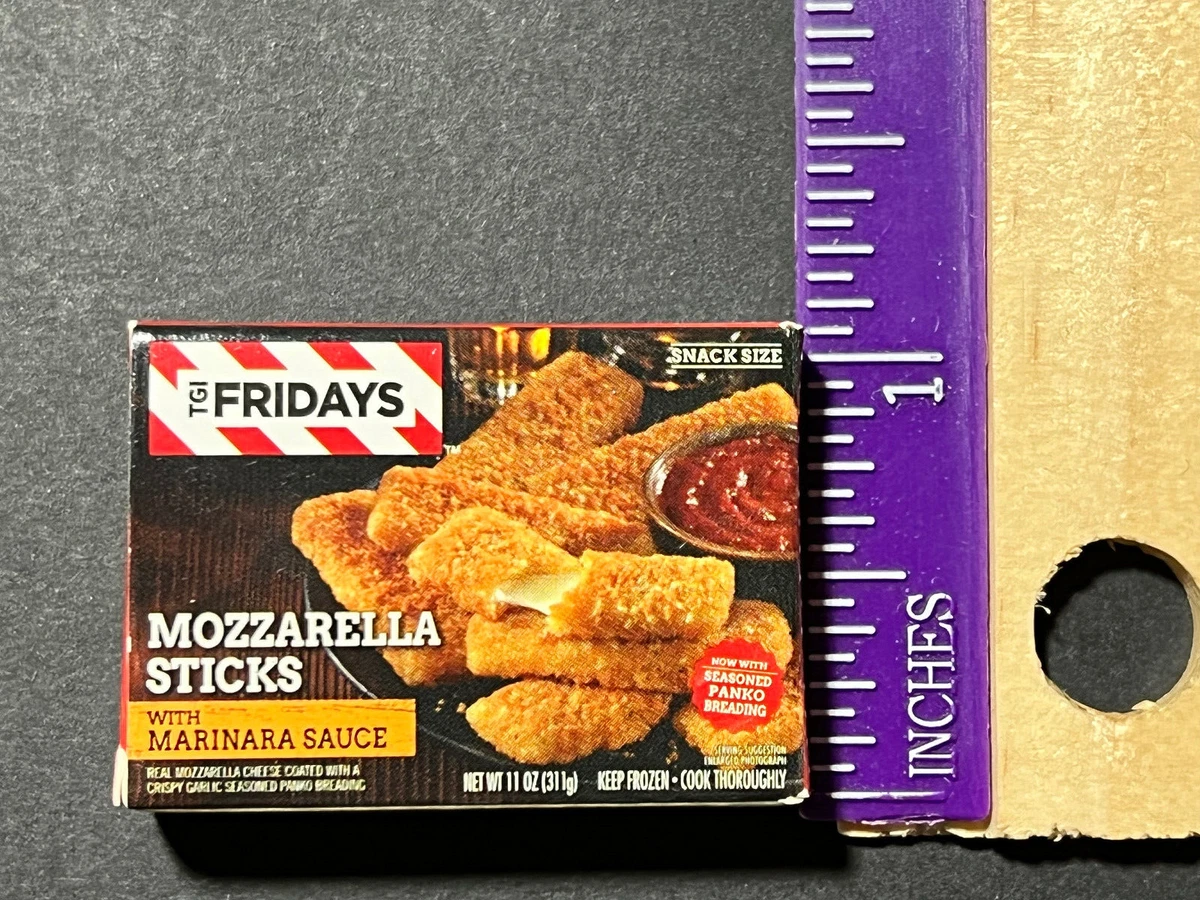 SNACK SIZE
TGI FRIDAYS
TM
MOZZARELLA
STICKS
WITH
MARINARA SAUCE
REAL MOZZARELLA CHEESE COATED WITH A
CRISPY GARLIC SEASONED PANKO BREADING
NOW WITH
SEASONED
PANKO
BREADING
SERVING SUGGESTION
ENLARGED PHOTOGRAPH
NET WT 11 OZ (311g) KEEP FROZEN • COOK THOROUGHLY
1
INCHES